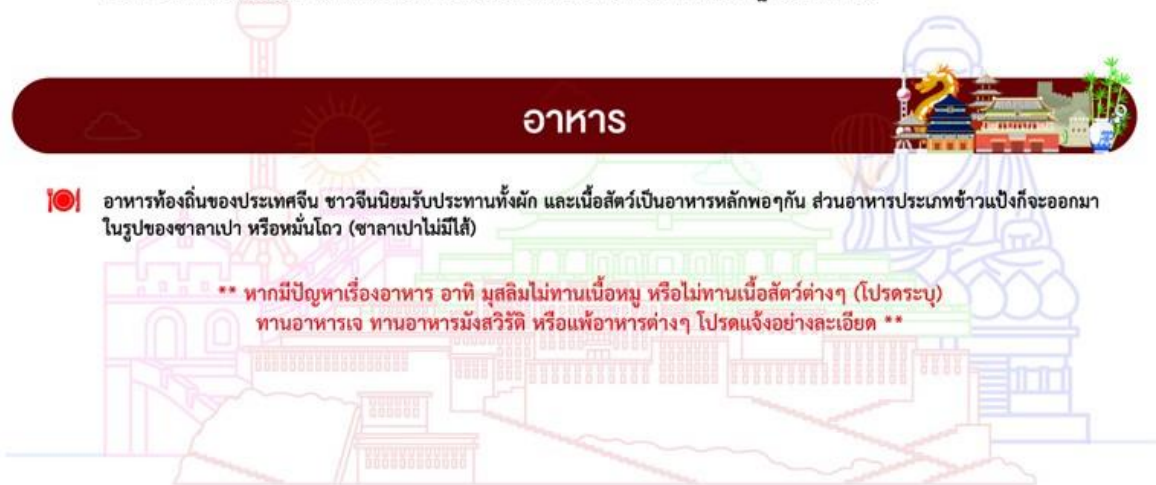 อาหาร
อาหารท้องถิ่นของประเทศจีน ชาวจีนนิยมรับประทานทั้งผัก และเนื้อสัตว์เป็นอาหารหลักพอๆกัน ส่วนอาหารประเภทข้าวแป้งก็จะออกมา
ในรูปของซาลาเปา หรือหมั่นโถว (ซาลาเปาไม่มีไส้)
** หากมีปัญหาเรื่องอาหาร อาทิ มุสลิมไม่ทานเนื้อหมู หรือไม่ทานเนื้อสัตว์ต่างๆ (โปรดระบุ)
ทานอาหารเจ ทานอาหารมังสวิรัติ หรือแพ้อาหารต่างๆ โปรดแจ้งอย่างละเอียด **